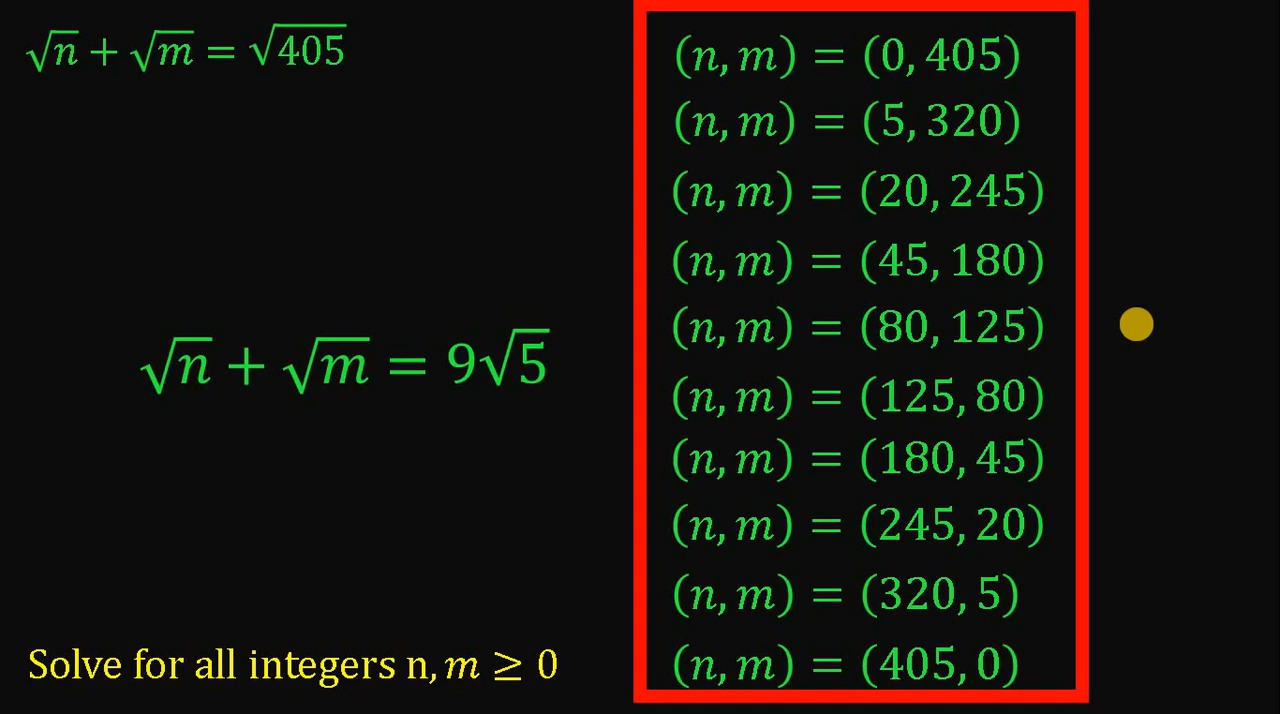 √n + √m = √405
√n + √m = 9√5
Solve for all integers n, m ≥ 0
(n, m) = (0, 405)
(n, m) = (5, 320)
(n, m) = (20, 245)
(n, m) = (45, 180)
(n, m) = (80, 125)
(n, m) = (125, 80)
(n, m) = (180, 45)
(n, m) = (245, 20)
(n, m) = (320, 5)
(n, m) = (405, 0)